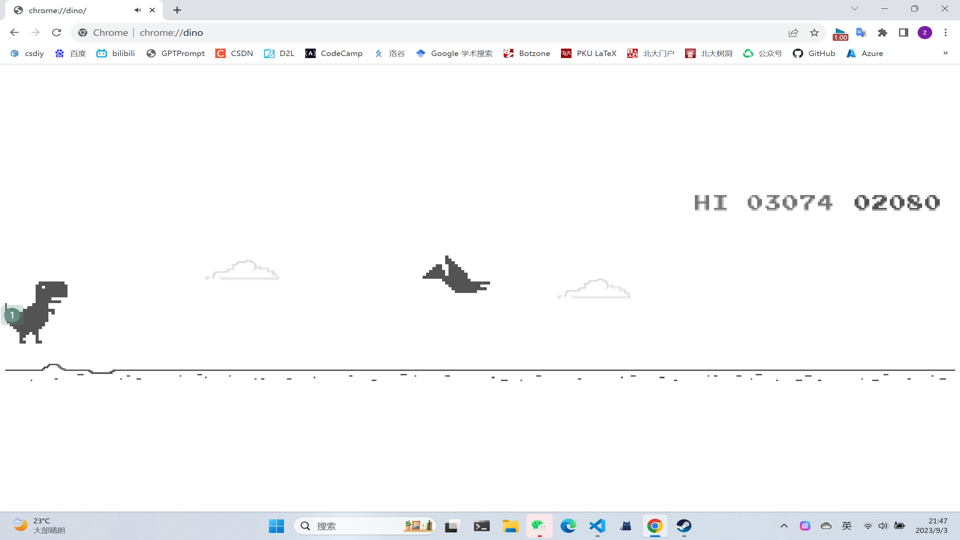 chrome://dino/
Chrome | chrome://dino
1.00
z
csdiy 百度 bilibili GPTPrompt CSDN D2L CodeCamp 洛谷 Google 学术搜索 Botzone PKU LaTeX 北大门户 北大树洞 公众号 GitHub Azure »
HI 03074 02080
1
23°C
大部晴朗
搜索
英
21:47
2023/9/3